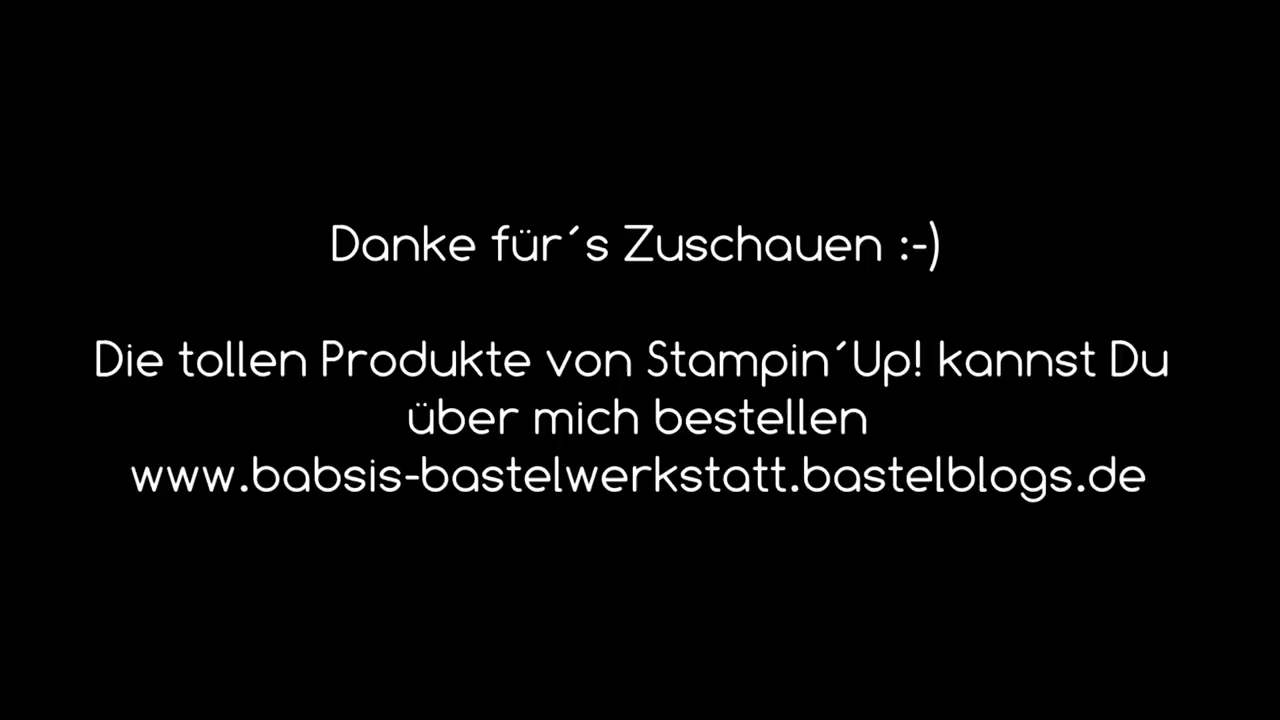 Danke für´s Zuschauen :-)
Die tollen Produkte von Stampin´Up! kannst Du
über mich bestellen
www.babsis-bastelwerkstatt.bastelblogs.de